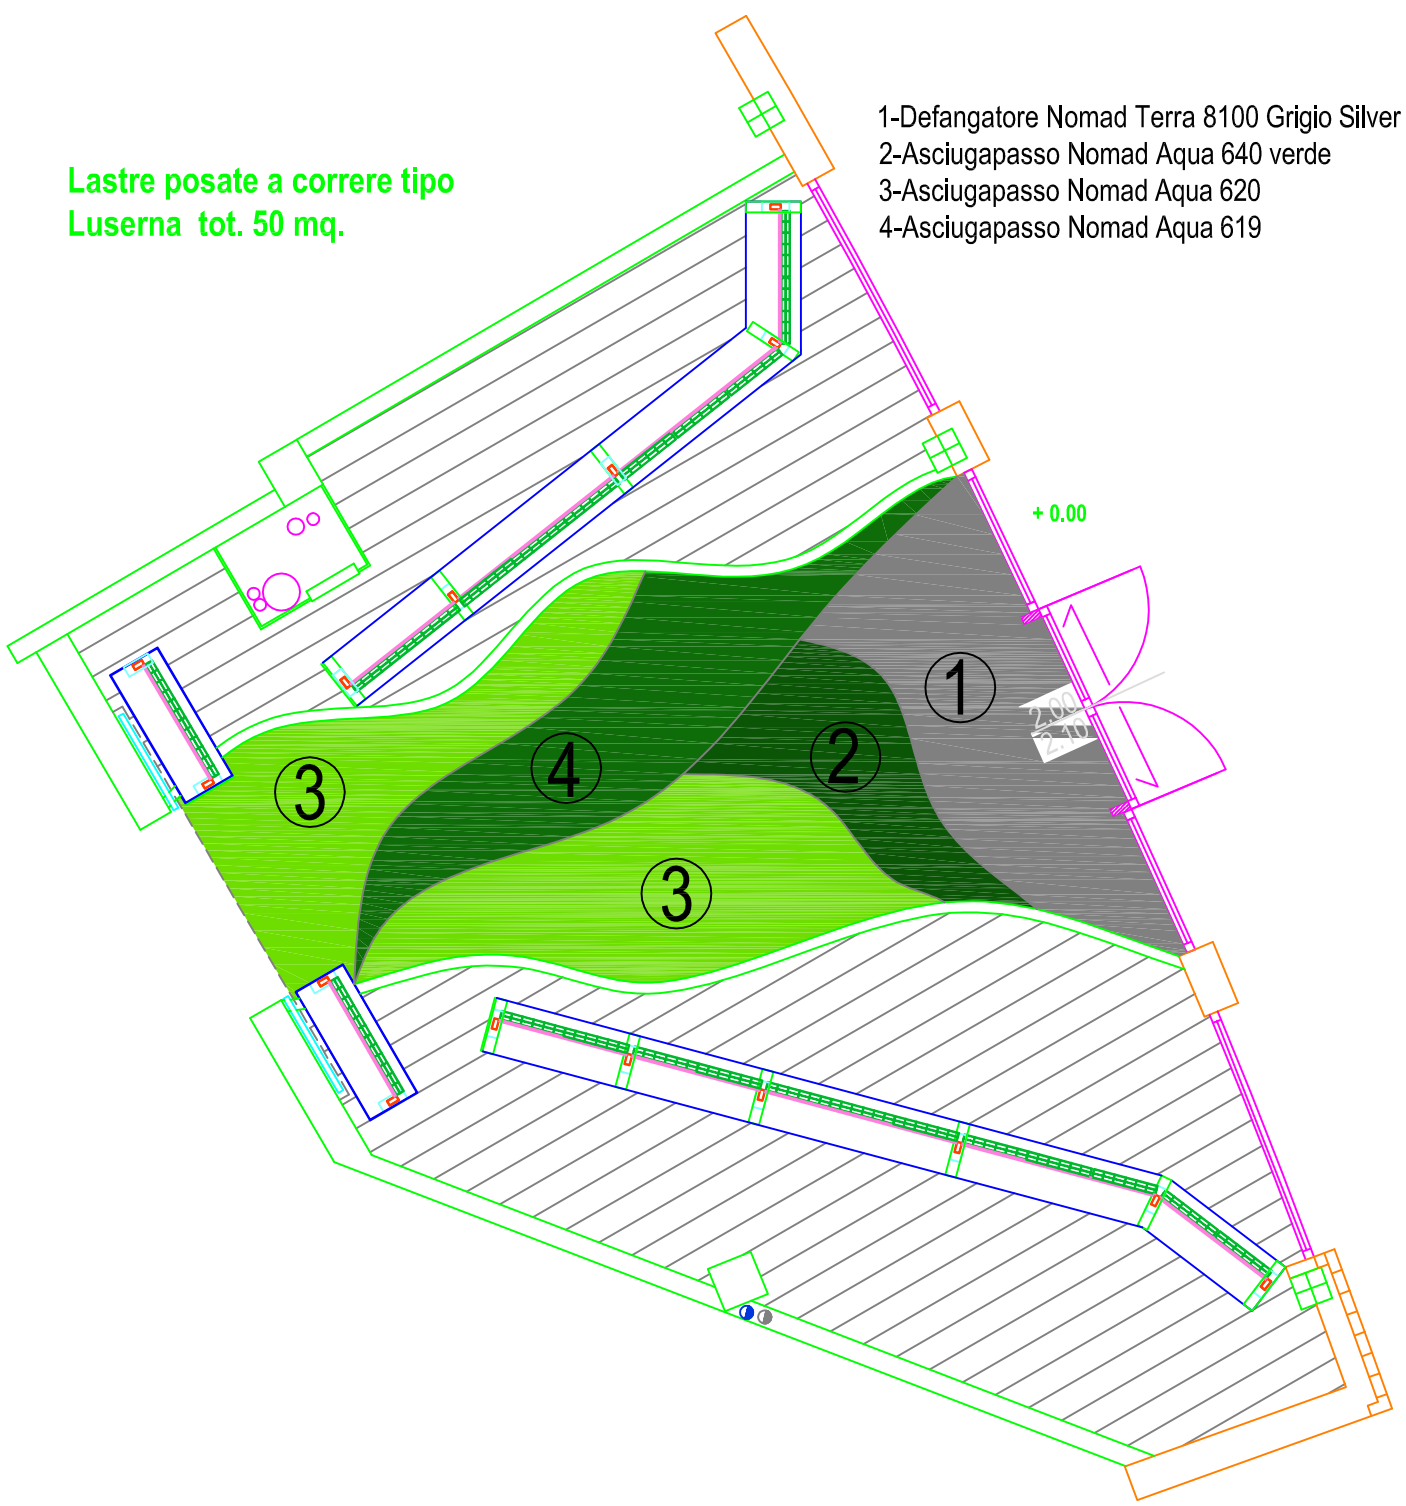 1-Defangatore Nomad Terra 8100 Grigio Silver
2-Asciugapasso Nomad Aqua 640 verde
3-Asciugapasso Nomad Aqua 620
4-Asciugapasso Nomad Aqua 619
Lastre posate a correre tipo
Luserna tot. 50 mq.
+ 0.00
1
2.00
2.10
2
4
3
3